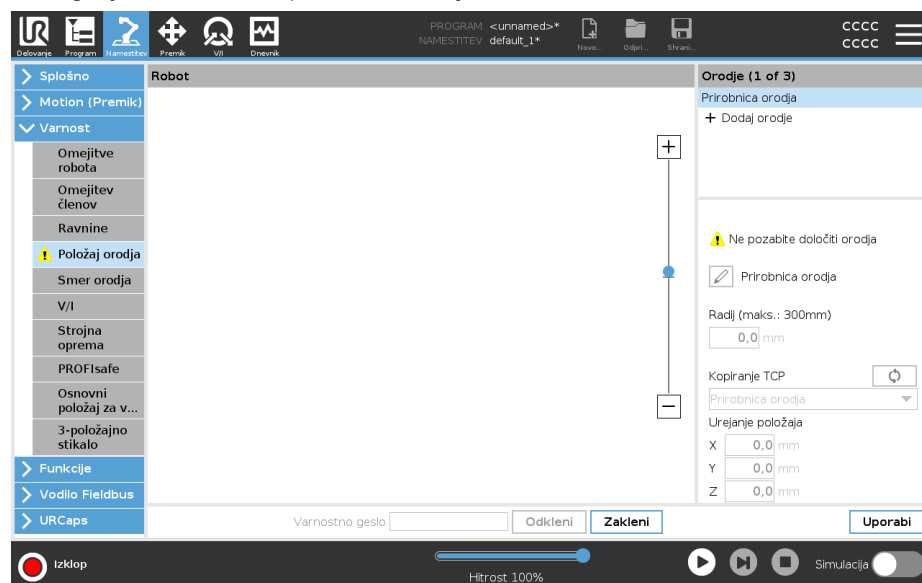 PROGRAM <unnamed>*
NAMESTITEV default_1*
Delovanje
Program
Namestitev
Premik
V/I
Dnevnik
Novo...
Odpri...
Shrani...
cccc
cccc
Splošno
Motion (Premik)
Varnost
Omejitve
robota
Omejitev
členov
Ravnine
Položaj orodja
Smer orodja
V/I
Strojna
oprema
PROFIsafe
Osnovni
položaj za v...
3-položajno
stikalo
Funkcije
Vodilo Fieldbus
URCaps
Robot
Orodje (1 of 3)
Prirobnica orodja
+ Dodaj orodje
Ne pozabite določiti orodja
Prirobnica orodja
Radij (maks.: 300mm)
0,0 mm
Kopiranje TCP
Prirobnica orodja
Urejanje položaja
X 0,0 mm
Y 0,0 mm
Z 0,0 mm
Varnostno geslo
Odkleni
Zakleni
Uporabi
Izklop
Hitrost 100%
Simulacija